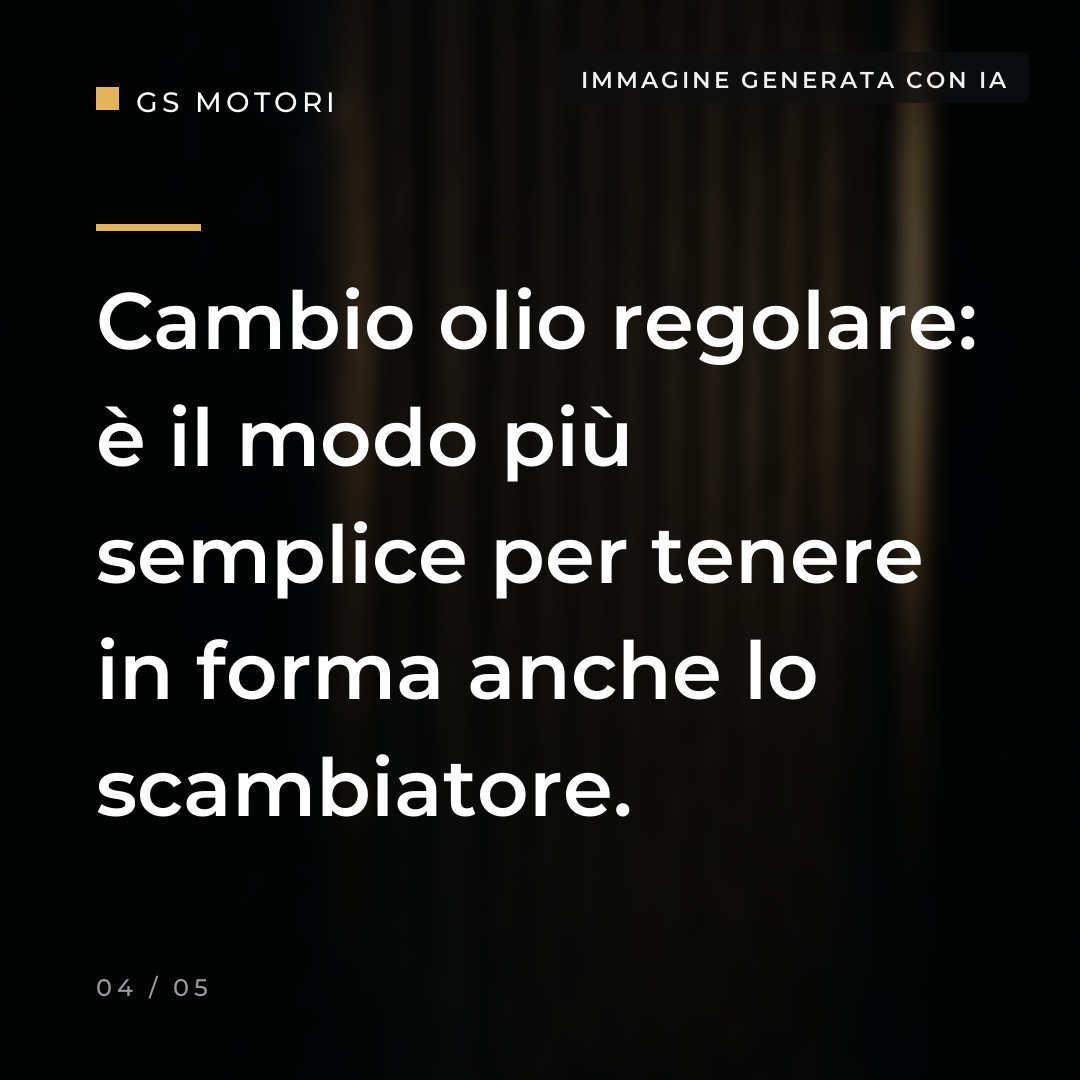 GS MOTORI
IMMAGINE GENERATA CON IA
Cambio olio regolare:
è il modo più
semplice per tenere
in forma anche lo
scambiatore.
04 / 05